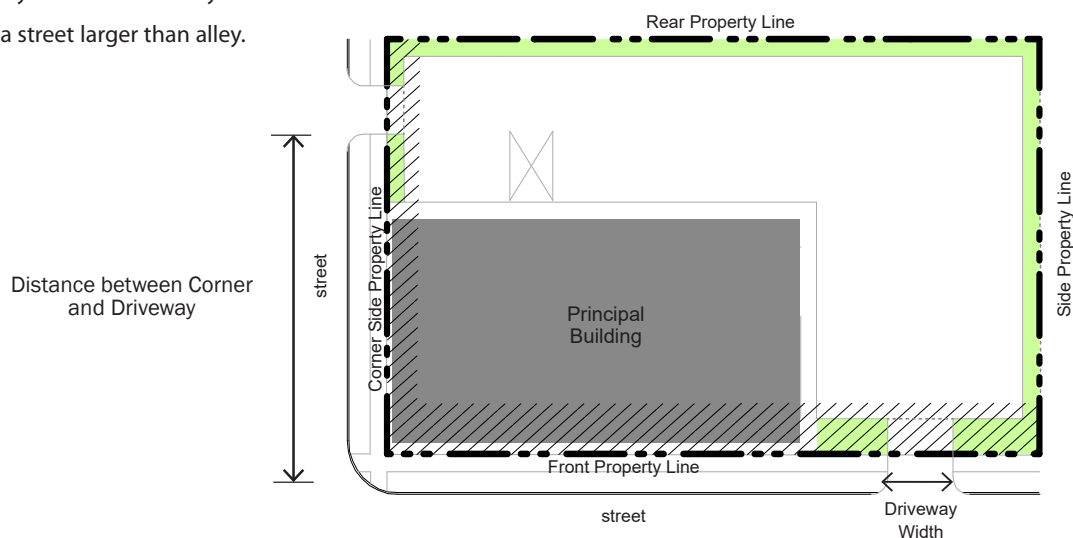 a street larger than alley.
Rear Property Line
Side Property Line
Corner Side Property Line
street
Distance between Corner
and Driveway
Principal
Building
Front Property Line
street
Driveway
Width